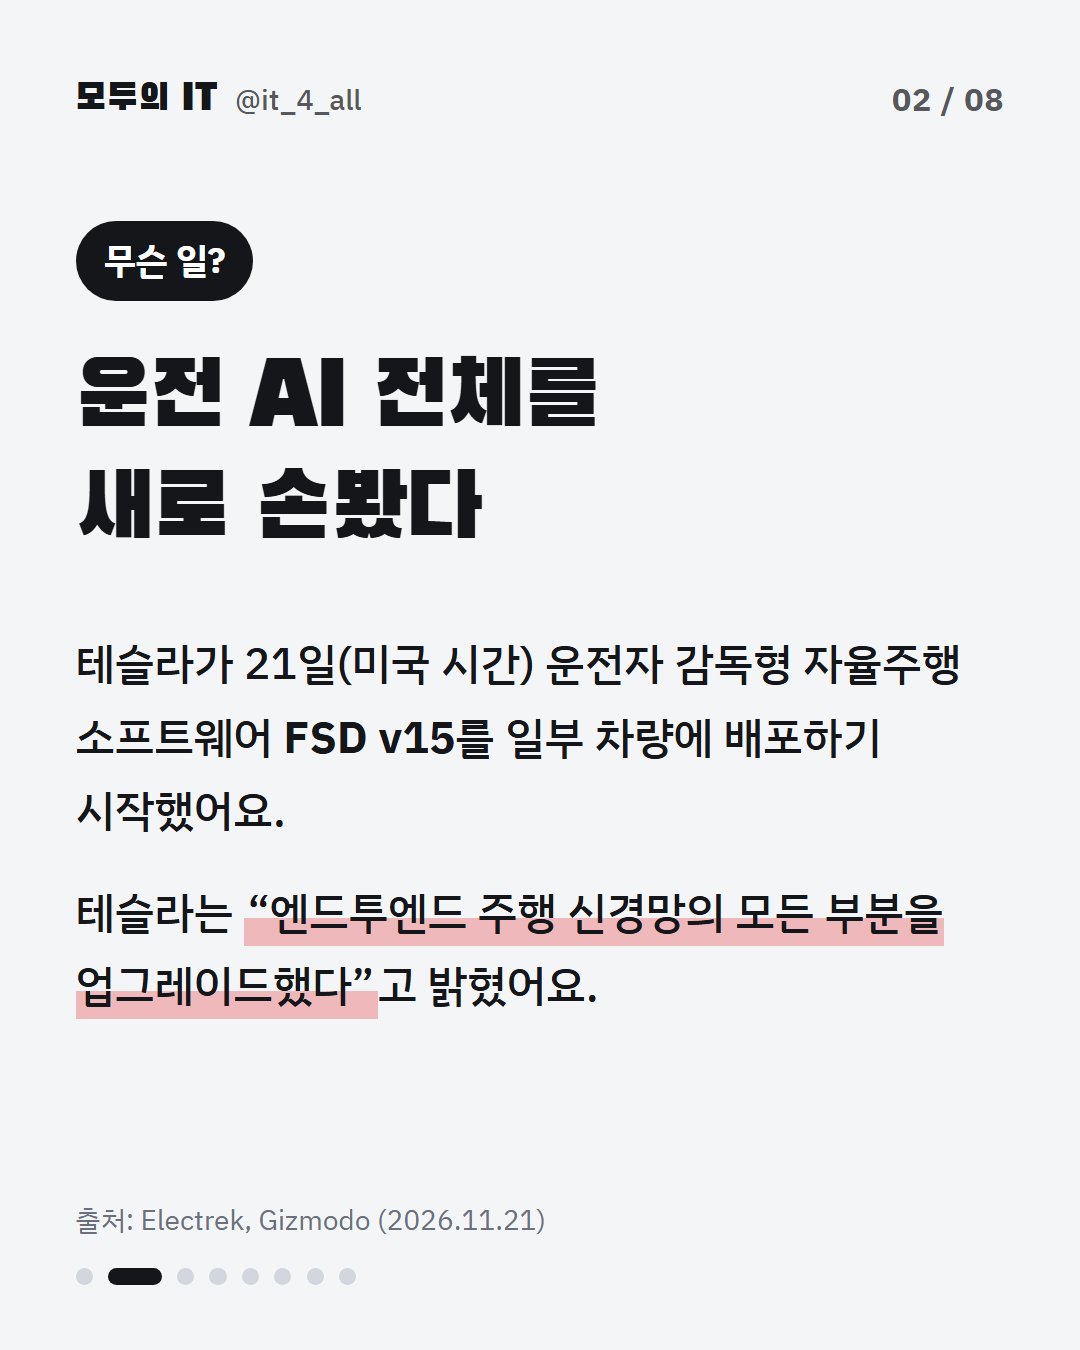 모두의 IT @it_4_all
02 / 08
무슨 일?
운전 AI 전체를
새로 손봤다
테슬라가 21일(미국 시간) 운전자 감독형 자율주행
소프트웨어 FSD v15를 일부 차량에 배포하기
시작했어요.
테슬라는 “엔드투엔드 주행 신경망의 모든 부분을
업그레이드했다”고 밝혔어요.
출처: Electrek, Gizmodo (2026.11.21)